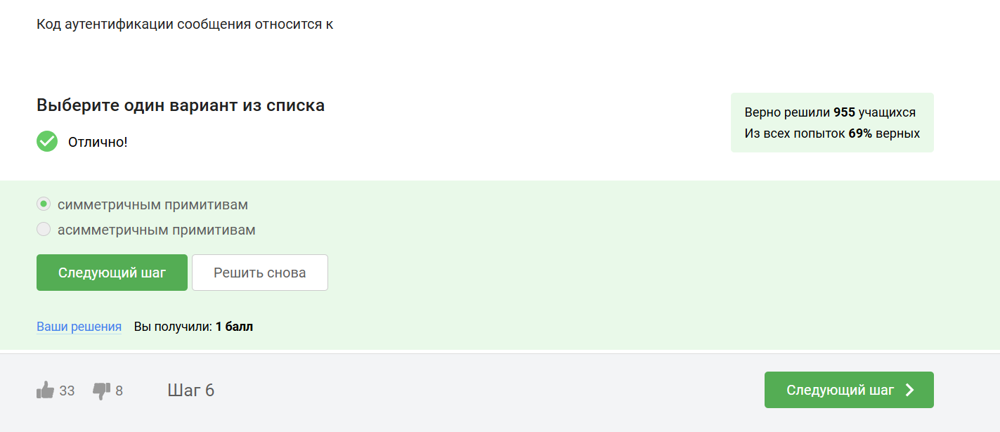 Код аутентификации сообщения относится к
Выберите один вариант из списка
Отлично!
Верно решили 955 учащихся
Из всех попыток 69% верных
симметричным примитивам
асимметричным примитивам
Следующий шаг
Решить снова
Ваши решения Вы получили: 1 балл
33 8 Шаг 6 Следующий шаг